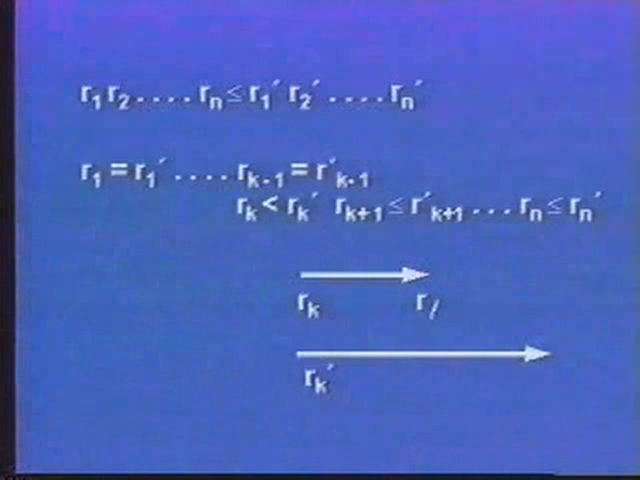 r₁ r₂ . . . . rₙ ≤ r₁′ r₂′ . . . . rₙ′
r₁ = r₁′ . . . . rₖ₋₁ = r′ₖ₋₁
rₖ < rₖ′ rₖ₊₁ ≤ r′ₖ₊₁ . . . rₙ ≤ rₙ′
rₖ r_l
rₖ′